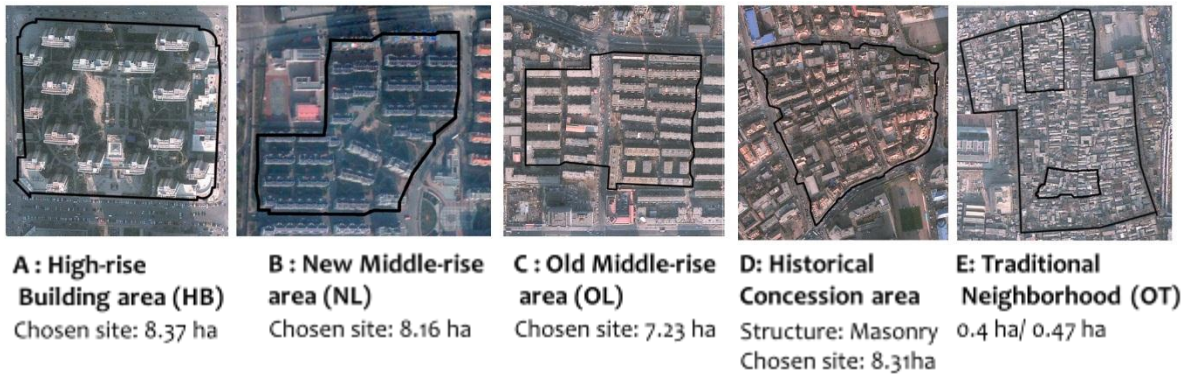 A : High-rise
Building area (HB)
Chosen site: 8.37 ha
B : New Middle-rise
area (NL)
Chosen site: 8.16 ha
C : Old Middle-rise
area (OL)
Chosen site: 7.23 ha
D: Historical
Concession area
Structure: Masonry
Chosen site: 8.31ha
E: Traditional
Neighborhood (OT)
0.4 ha/ 0.47 ha